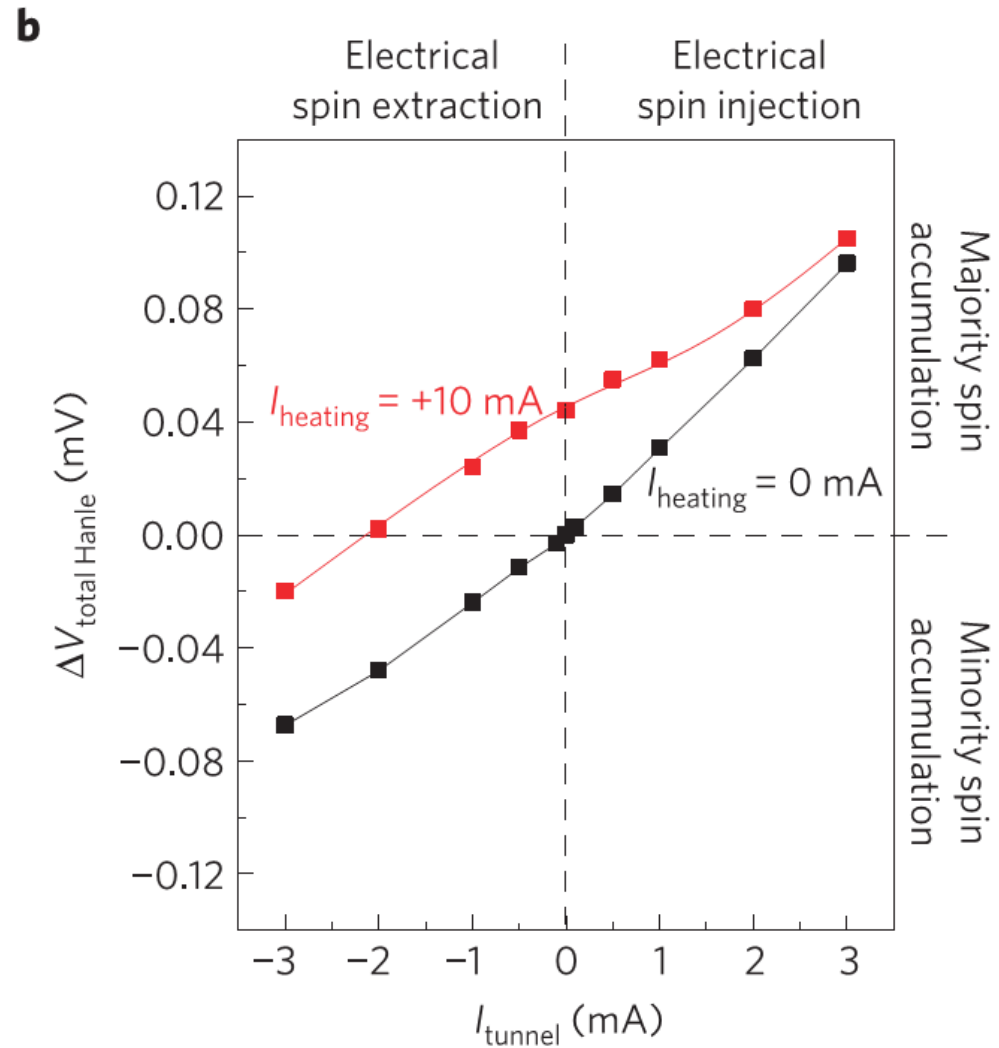 b
Electrical
spin extraction
Electrical
spin injection
0.12
0.08
0.04
0.00
−0.04
−0.08
−0.12
ΔVtotal Hanle (mV)
Iheating = +10 mA
Iheating = 0 mA
Majority spin
accumulation
Minority spin
accumulation
−3 −2 −1 0 1 2 3
Itunnel (mA)